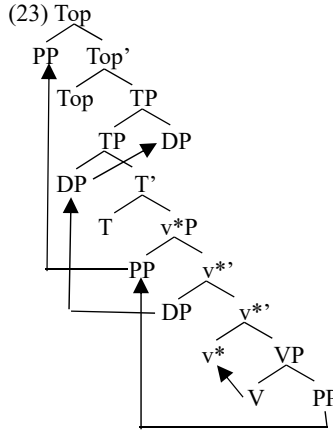 (23) Top
PP Top’
Top TP
TP DP
DP T’
T v*P
PP v*’
DP v*’
v* VP
V PP